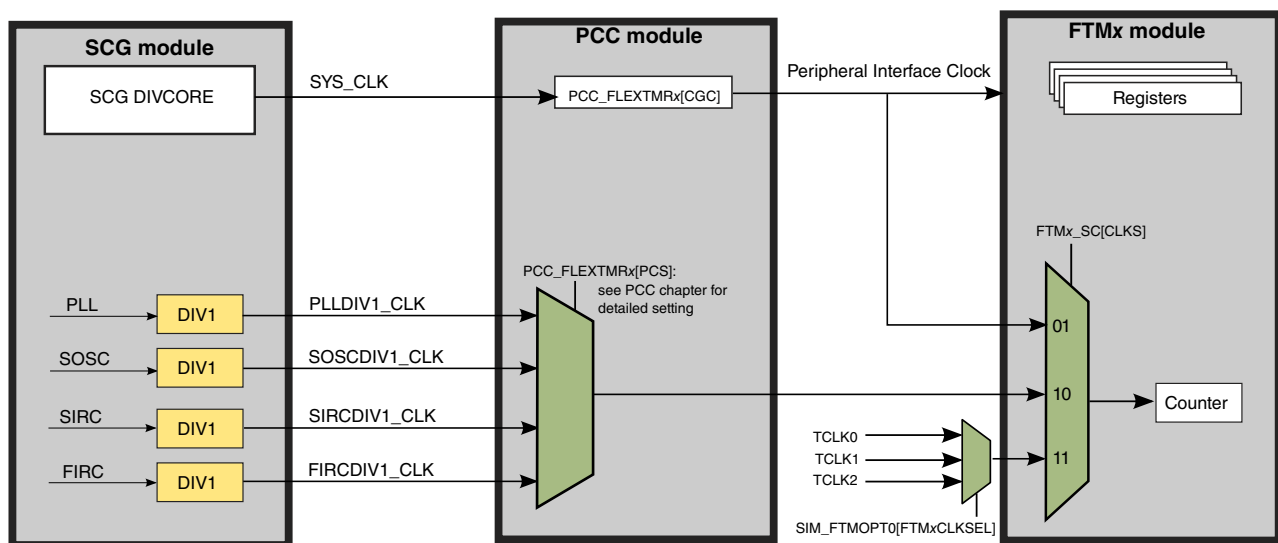 SCG module
PCC module
FTMx module
SCG DIVCORE
SYS_CLK
PCC_FLEXTMRx[CGC]
Peripheral Interface Clock
Registers
FTMx_SC[CLKS]
PCC_FLEXTMRx[PCS]:
see PCC chapter for
detailed setting
PLL
DIV1
PLLDIV1_CLK
01
SOSC
DIV1
SOSCDIV1_CLK
10
Counter
SIRC
DIV1
SIRCDIV1_CLK
TCLK0
TCLK1
11
TCLK2
FIRC
DIV1
FIRCDIV1_CLK
SIM_FTMOPT0[FTMxCLKSEL]